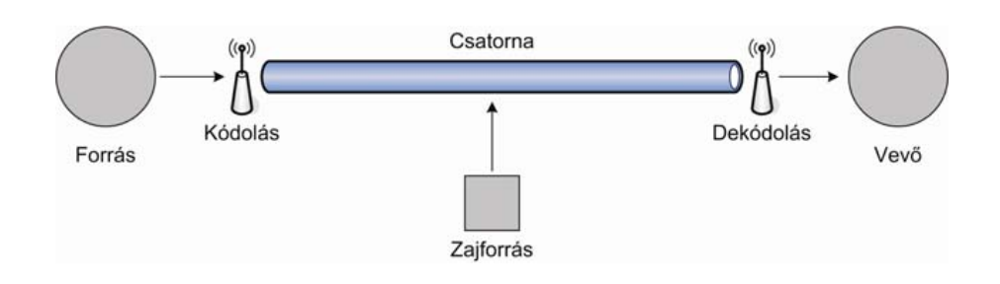 Csatorna
Kódolás
Dekódolás
Forrás
Vevő
Zajforrás